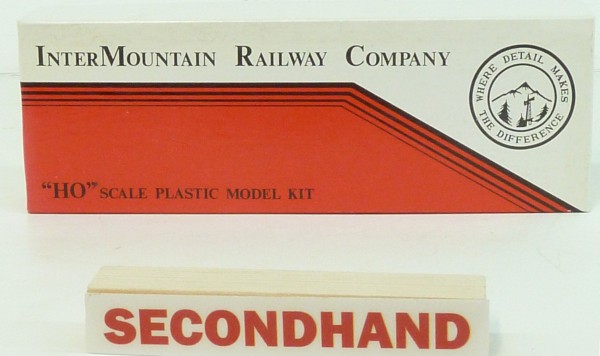 INTERMOUNTAIN RAILWAY COMPANY
WHERE DETAIL MAKES
THE DIFFERENCE
"HO" SCALE PLASTIC MODEL KIT
SECONDHAND